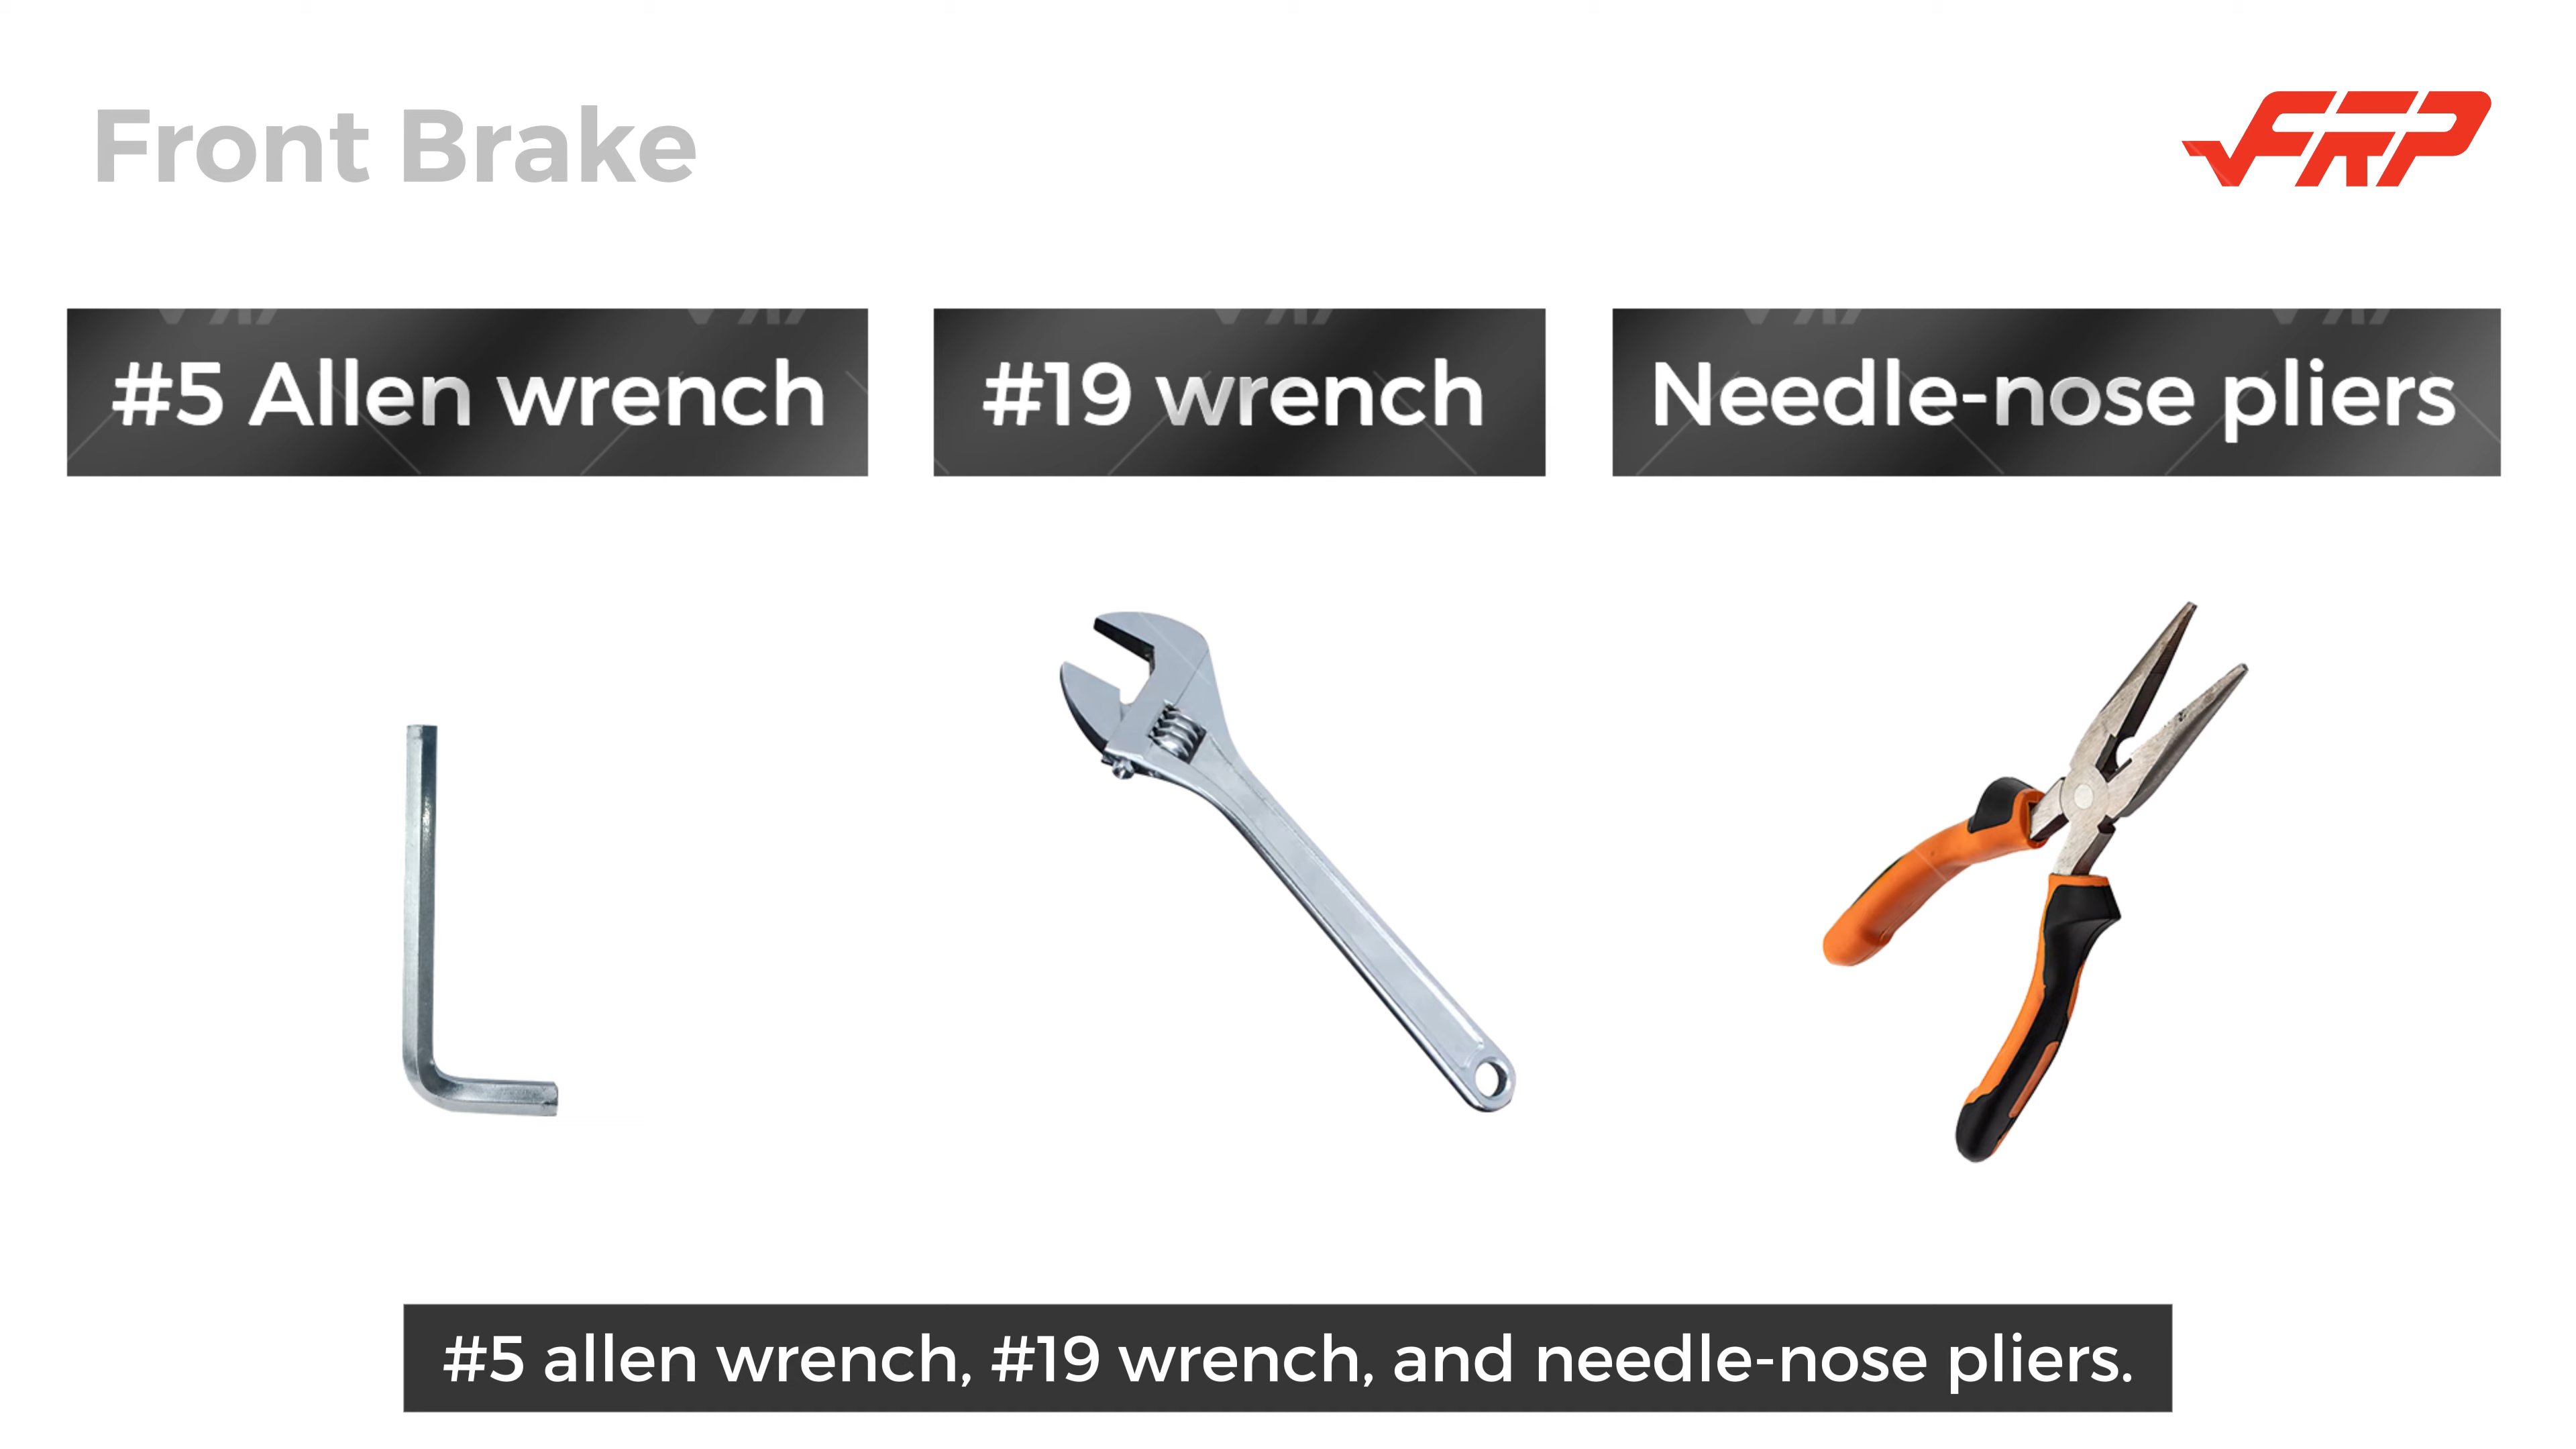 Front Brake
FRP
#5 Allen wrench
#19 wrench
Needle-nose pliers
#5 allen wrench, #19 wrench, and needle-nose pliers.